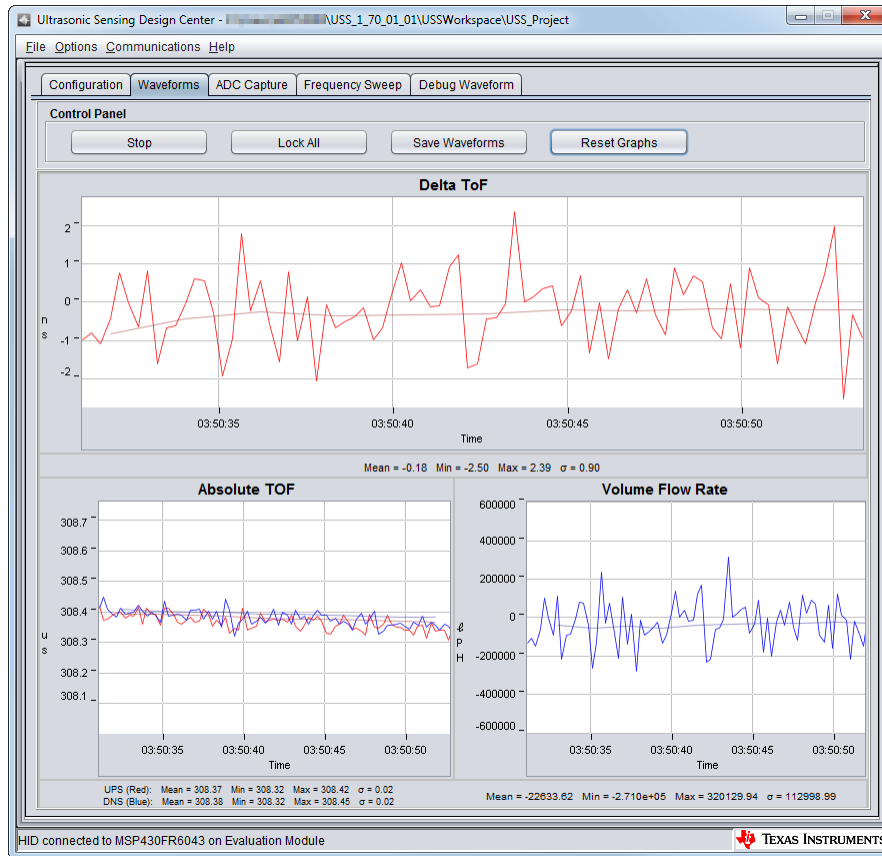 Ultrasonic Sensing Design Center - \USS_1_70_01_01\USSWorkspace\USS_Project
File Options Communications Help
Configuration Waveforms ADC Capture Frequency Sweep Debug Waveform
Control Panel
Stop Lock All Save Waveforms Reset Graphs
Delta ToF
2
1
0
-1
-2
ns
03:50:35 03:50:40 03:50:45 03:50:50
Time
Mean = -0.18 Min = -2.50 Max = 2.39 σ = 0.90
Absolute TOF
308.7
308.6
308.5
308.4
308.3
308.2
308.1
us
03:50:35 03:50:40 03:50:45 03:50:50
Time
UPS (Red): Mean = 308.37 Min = 308.32 Max = 308.42 σ = 0.02
DNS (Blue): Mean = 308.38 Min = 308.32 Max = 308.45 σ = 0.02
Volume Flow Rate
600000
400000
200000
0
-200000
-400000
-600000
ℓPH
03:50:35 03:50:40 03:50:45 03:50:50
Time
Mean = -22633.62 Min = -2.710e+05 Max = 320129.94 σ = 112998.99
HID connected to MSP430FR6043 on Evaluation Module
TEXAS INSTRUMENTS